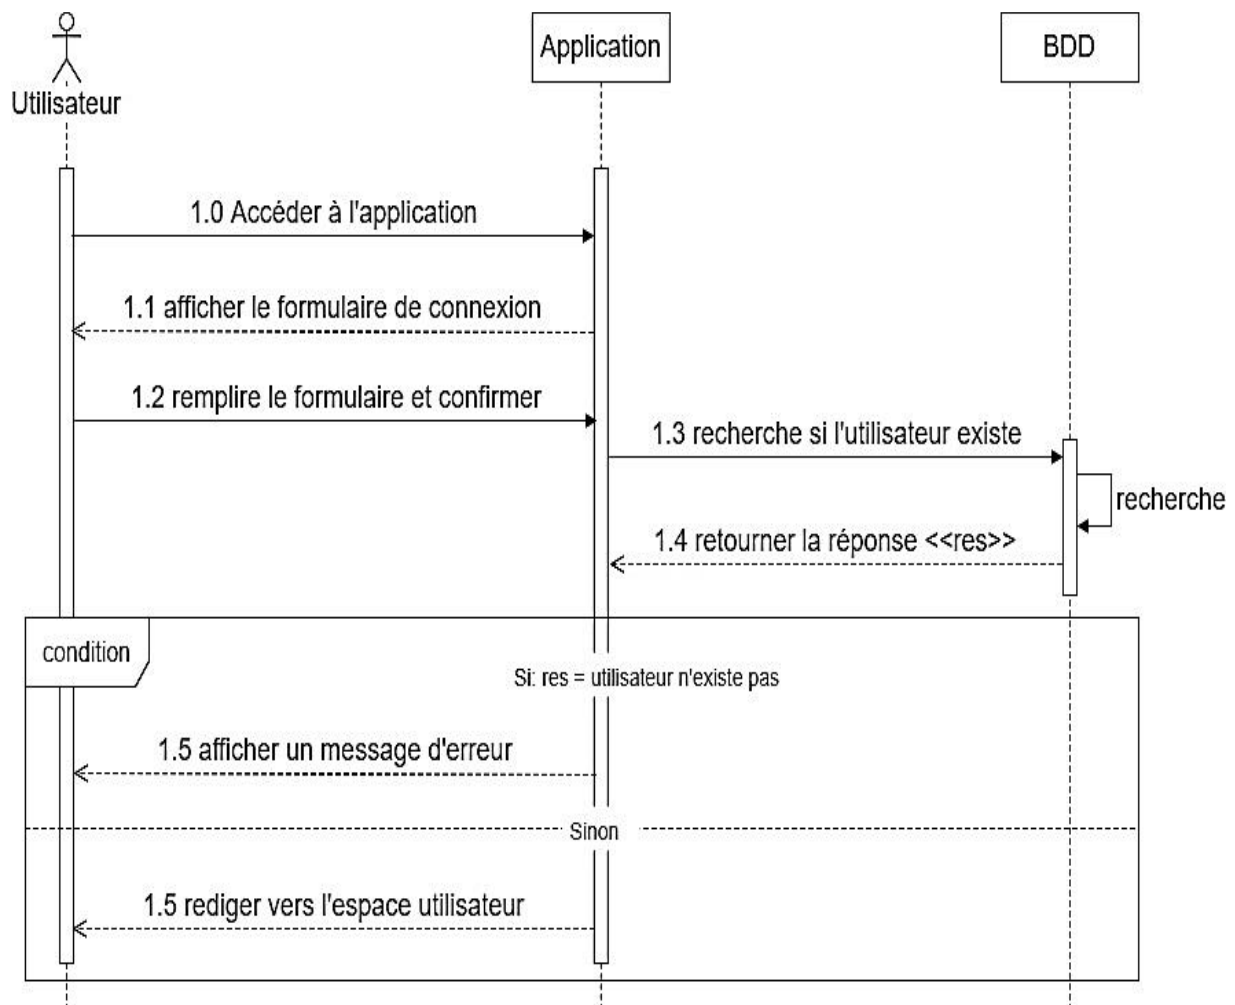 Utilisateur
Application
BDD
1.0 Accéder à l'application
1.1 afficher le formulaire de connexion
1.2 remplire le formulaire et confirmer
1.3 recherche si l'utilisateur existe
recherche
1.4 retourner la réponse <<res>>
condition
Si: res = utilisateur n'existe pas
1.5 afficher un message d'erreur
Sinon
1.5 rediger vers l'espace utilisateur